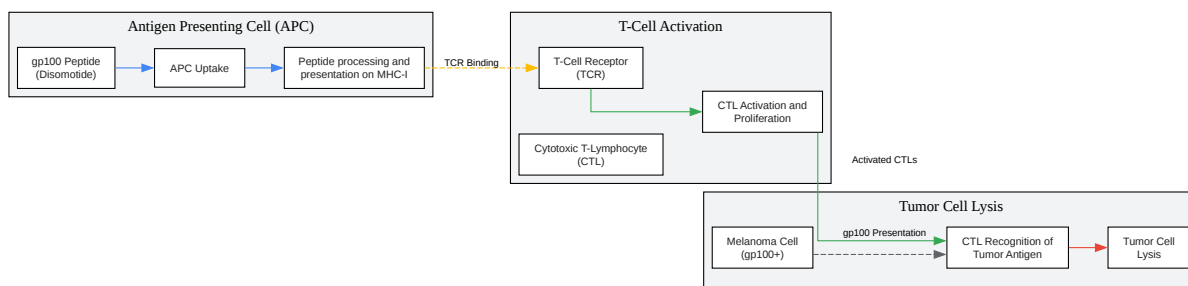 Antigen Presenting Cell (APC)
gp100 Peptide
(Disomotide)
APC Uptake
Peptide processing and
presentation on MHC-I
TCR Binding
T-Cell Activation
T-Cell Receptor
(TCR)
CTL Activation and
Proliferation
Cytotoxic T-Lymphocyte
(CTL)
Activated CTLs
Tumor Cell Lysis
Melanoma Cell
(gp100+)
gp100 Presentation
CTL Recognition of
Tumor Antigen
Tumor Cell
Lysis